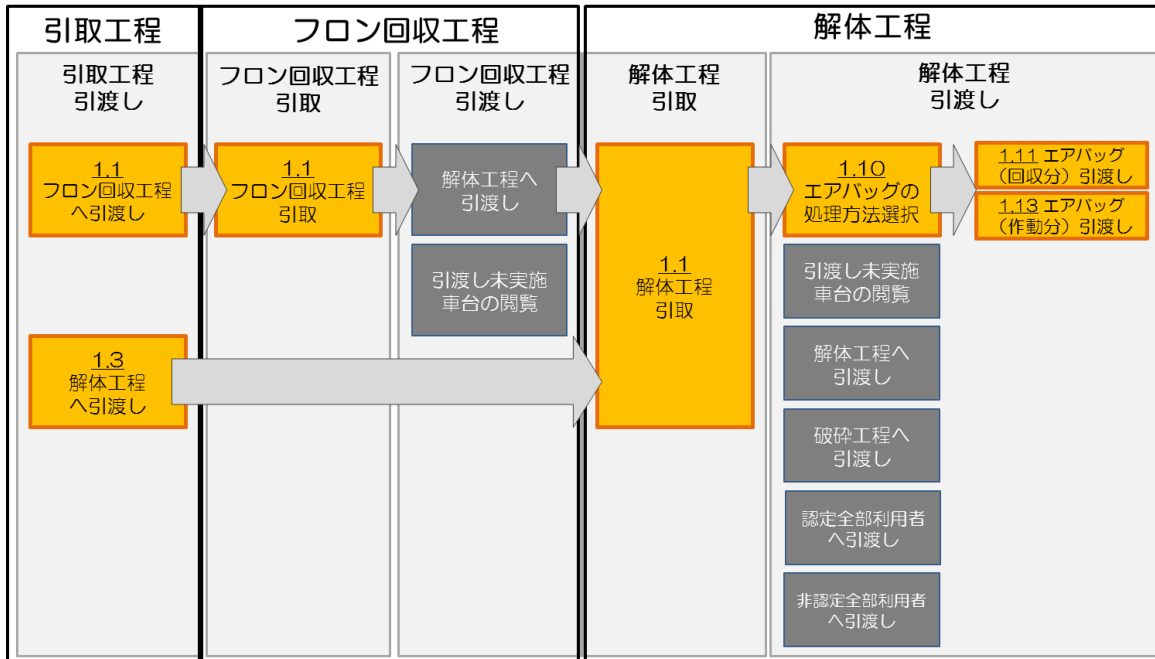 引取工程
フロン回収工程
解体工程
引取工程
引渡し
フロン回収工程
引取
フロン回収工程
引渡し
解体工程
引取
解体工程
引渡し
1.1
フロン回収工程
へ引渡し
1.1
フロン回収工程
引取
解体工程へ
引渡し
引渡し未実施
車台の閲覧
1.3
解体工程
へ引渡し
1.1
解体工程
引取
1.10
エアバッグの
処理方法選択
1.11 エアバッグ
（回収分）引渡し
1.13 エアバッグ
（作動分）引渡し
引渡し未実施
車台の閲覧
解体工程へ
引渡し
破砕工程へ
引渡し
認定全部利用者
へ引渡し
非認定全部利用者
へ引渡し